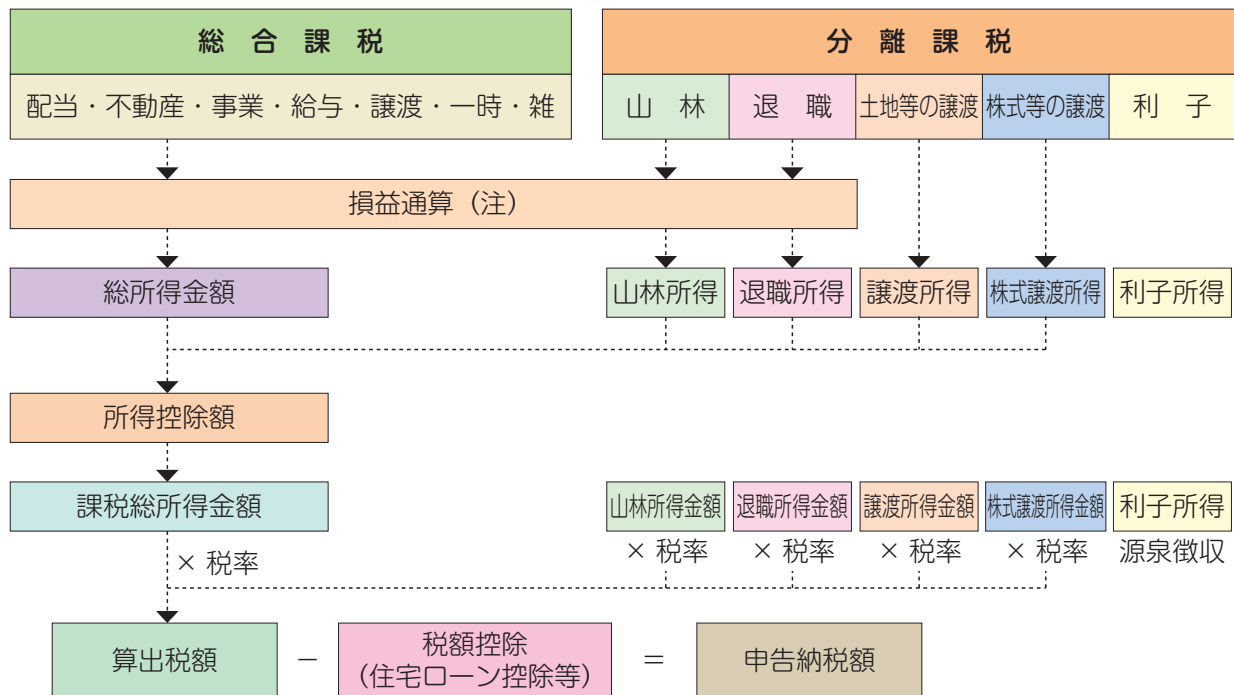 総合課税
分離課税
配当・不動産・事業・給与・譲渡・一時・雑
山林
退職
土地等の譲渡
株式等の譲渡
利子
損益通算（注）
総所得金額
山林所得
退職所得
譲渡所得
株式譲渡所得
利子所得
所得控除額
課税総所得金額
山林所得金額
退職所得金額
譲渡所得金額
株式譲渡所得金額
利子所得
× 税率
× 税率
× 税率
× 税率
× 税率
源泉徴収
算出税額
−
税額控除
（住宅ローン控除等）
=
申告納税額